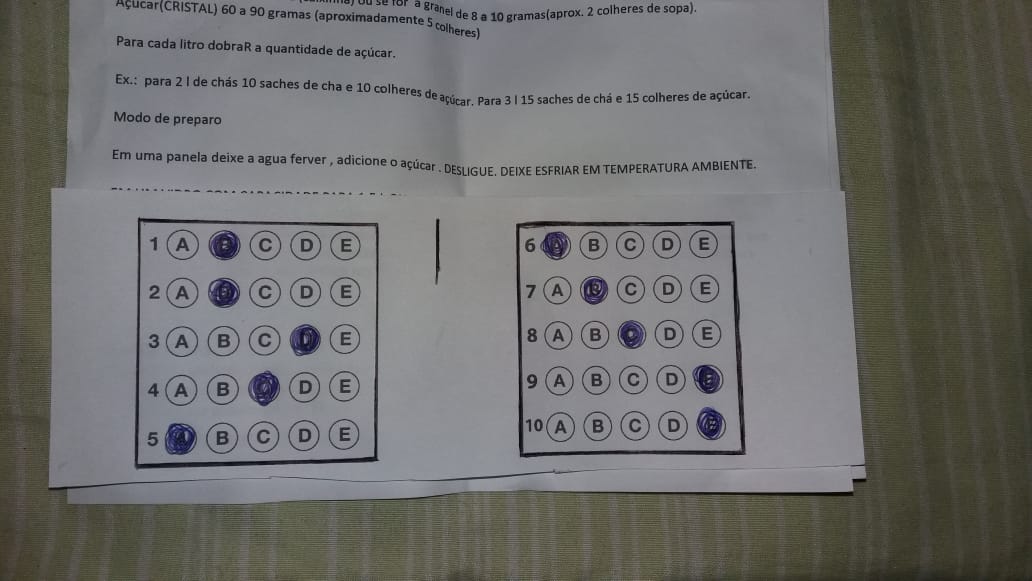 ou se for a granel de 8 a 10 gramas(aprox. 2 colheres de sopa).
Açucar(CRISTAL) 60 a 90 gramas (aproximadamente 5 colheres)
Para cada litro dobraR a quantidade de açúcar.
Ex.: para 2 l de chás 10 saches de cha e 10 colheres de açúcar. Para 3 l 15 saches de chá e 15 colheres de açúcar.
Modo de preparo
Em uma panela deixe a agua ferver , adicione o açúcar . DESLIGUE. DEIXE ESFRIAR EM TEMPERATURA AMBIENTE.
1 A B C D E
2 A B C D E
3 A B C D E
4 A B C D E
5 A B C D E
6 A B C D E
7 A B C D E
8 A B C D E
9 A B C D E
10 A B C D E